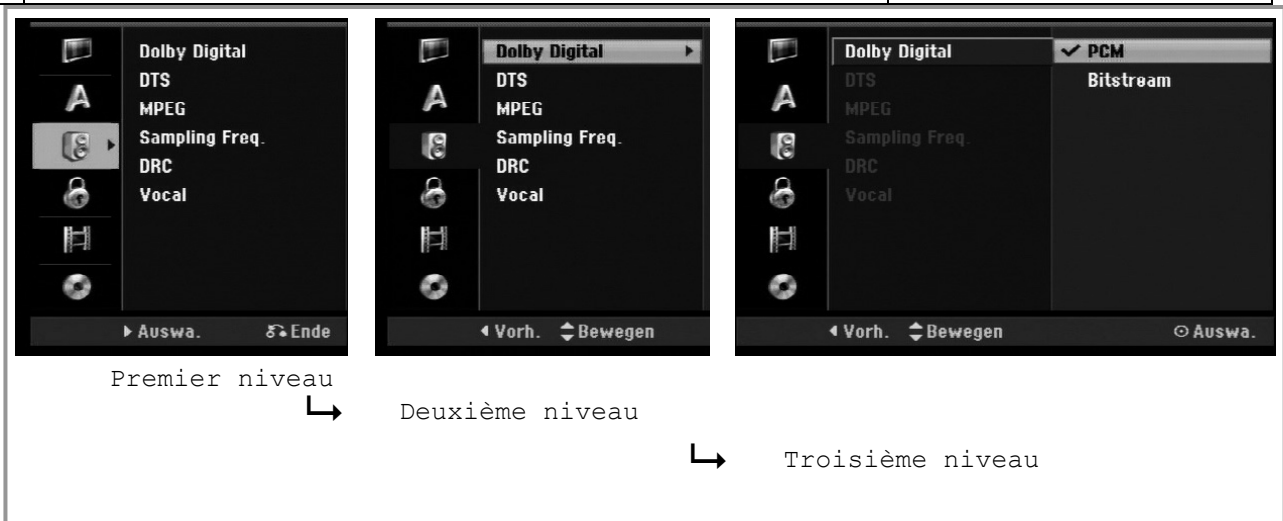 Dolby Digital
DTS
MPEG
Sampling Freq.
DRC
Vocal
Auswa. Ende
Dolby Digital
DTS
MPEG
Sampling Freq.
DRC
Vocal
Vorh. Bewegen
Dolby Digital PCM
DTS Bitstream
MPEG
Sampling Freq.
DRC
Vocal
Vorh. Bewegen Auswa.
Premier niveau
Deuxième niveau
Troisième niveau